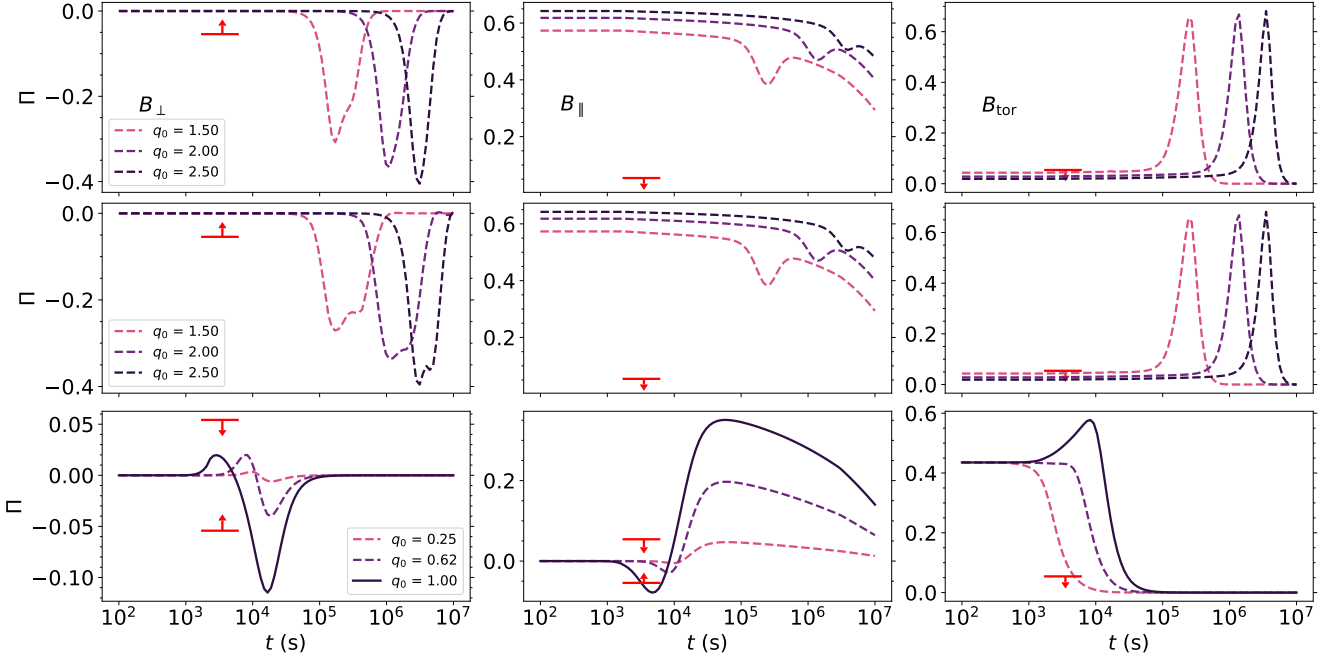 0.0
−0.2
−0.4
Π
B⊥
q₀ = 1.50
q₀ = 2.00
q₀ = 2.50
0.6
0.4
0.2
B∥
0.6
0.4
0.2
0.0
B_tor
0.0
−0.2
−0.4
Π
q₀ = 1.50
q₀ = 2.00
q₀ = 2.50
0.6
0.4
0.2
0.6
0.4
0.2
0.0
0.05
0.00
−0.05
−0.10
Π
q₀ = 0.25
q₀ = 0.62
q₀ = 1.00
10² 10³ 10⁴ 10⁵ 10⁶ 10⁷
t (s)
0.2
0.0
10² 10³ 10⁴ 10⁵ 10⁶ 10⁷
t (s)
0.6
0.4
0.2
0.0
10² 10³ 10⁴ 10⁵ 10⁶ 10⁷
t (s)